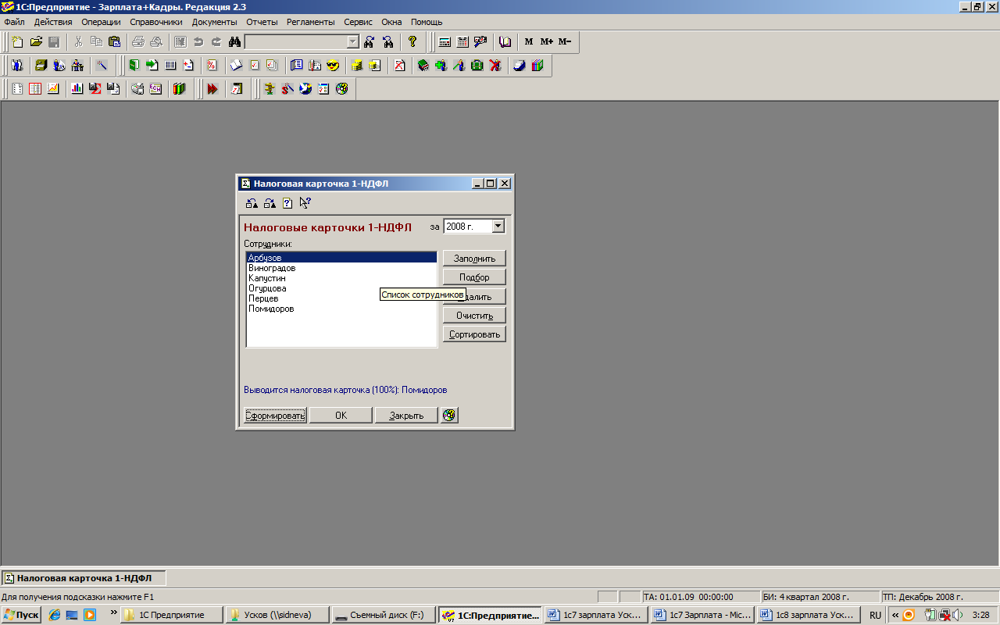 1С:Предприятие - Зарплата+Кадры. Редакция 2.3
Файл Действия Операции Справочники Документы Отчеты Регламенты Сервис Окна Помощь
M M+ M−
Налоговая карточка 1-НДФЛ
Налоговые карточки 1-НДФЛ за 2008 г.
Сотрудники:
Арбузов Заполнить
Виноградов
Капустин Подбор
Огурцова
Список сотрудников
Перцев далить
Помидоров
Очистить
Сортировать
Выводится налоговая карточка (100%): Помидоров
Сформировать OK Закрыть
Налоговая карточка 1-НДФЛ
Для получения подсказки нажмите F1 ТА: 01.01.09 00:00:00 БИ: 4 квартал 2008 г. ТП: Декабрь 2008 г.
Пуск » 1С Предприятие Усков (\\sidneva) Съемный диск (F:) 1С:Предприятие... 1с7 зарплата Уск... 1с7 Зарплата - Mic... 1с8 зарплата Уск... RU « 3:28